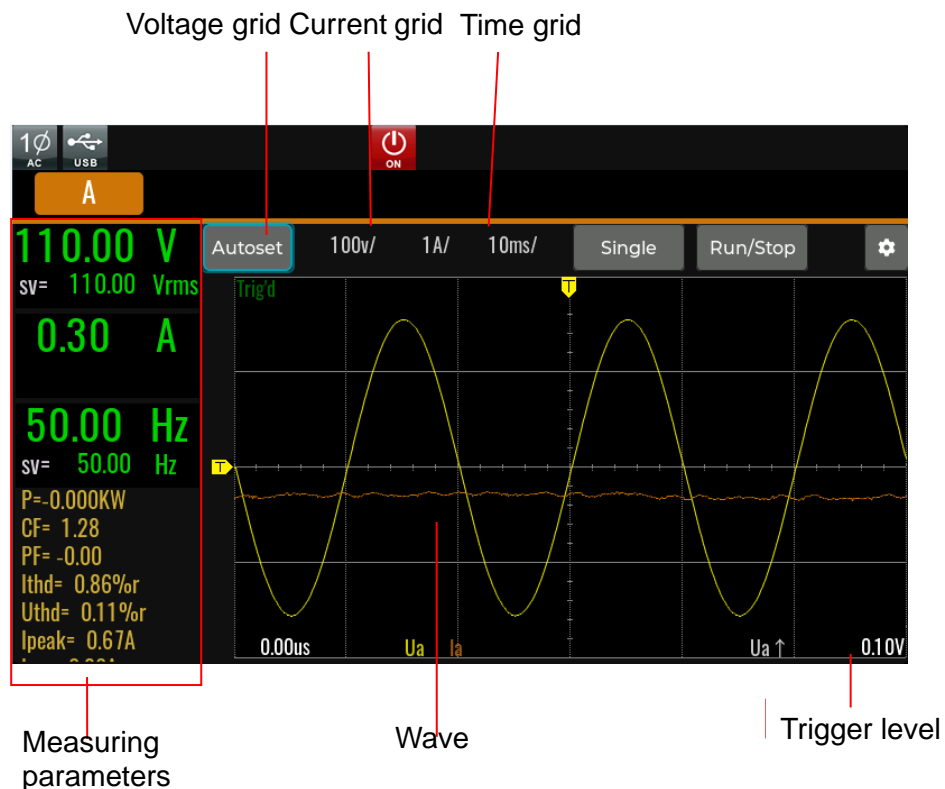 Voltage grid Current grid Time grid
1Ø
AC
USB
ON
A
110.00 V
sv= 110.00 Vrms
0.30 A
50.00 Hz
sv= 50.00 Hz
P=-0.000KW
CF= 1.28
PF= -0.00
Ithd= 0.86%r
Uthd= 0.11%r
Ipeak= 0.67A
Autoset 100v/ 1A/ 10ms/ Single Run/Stop
Trig'd
T
T
0.00us Ua Ia Ua↑ 0.10V
Measuring
parameters
Wave
Trigger level